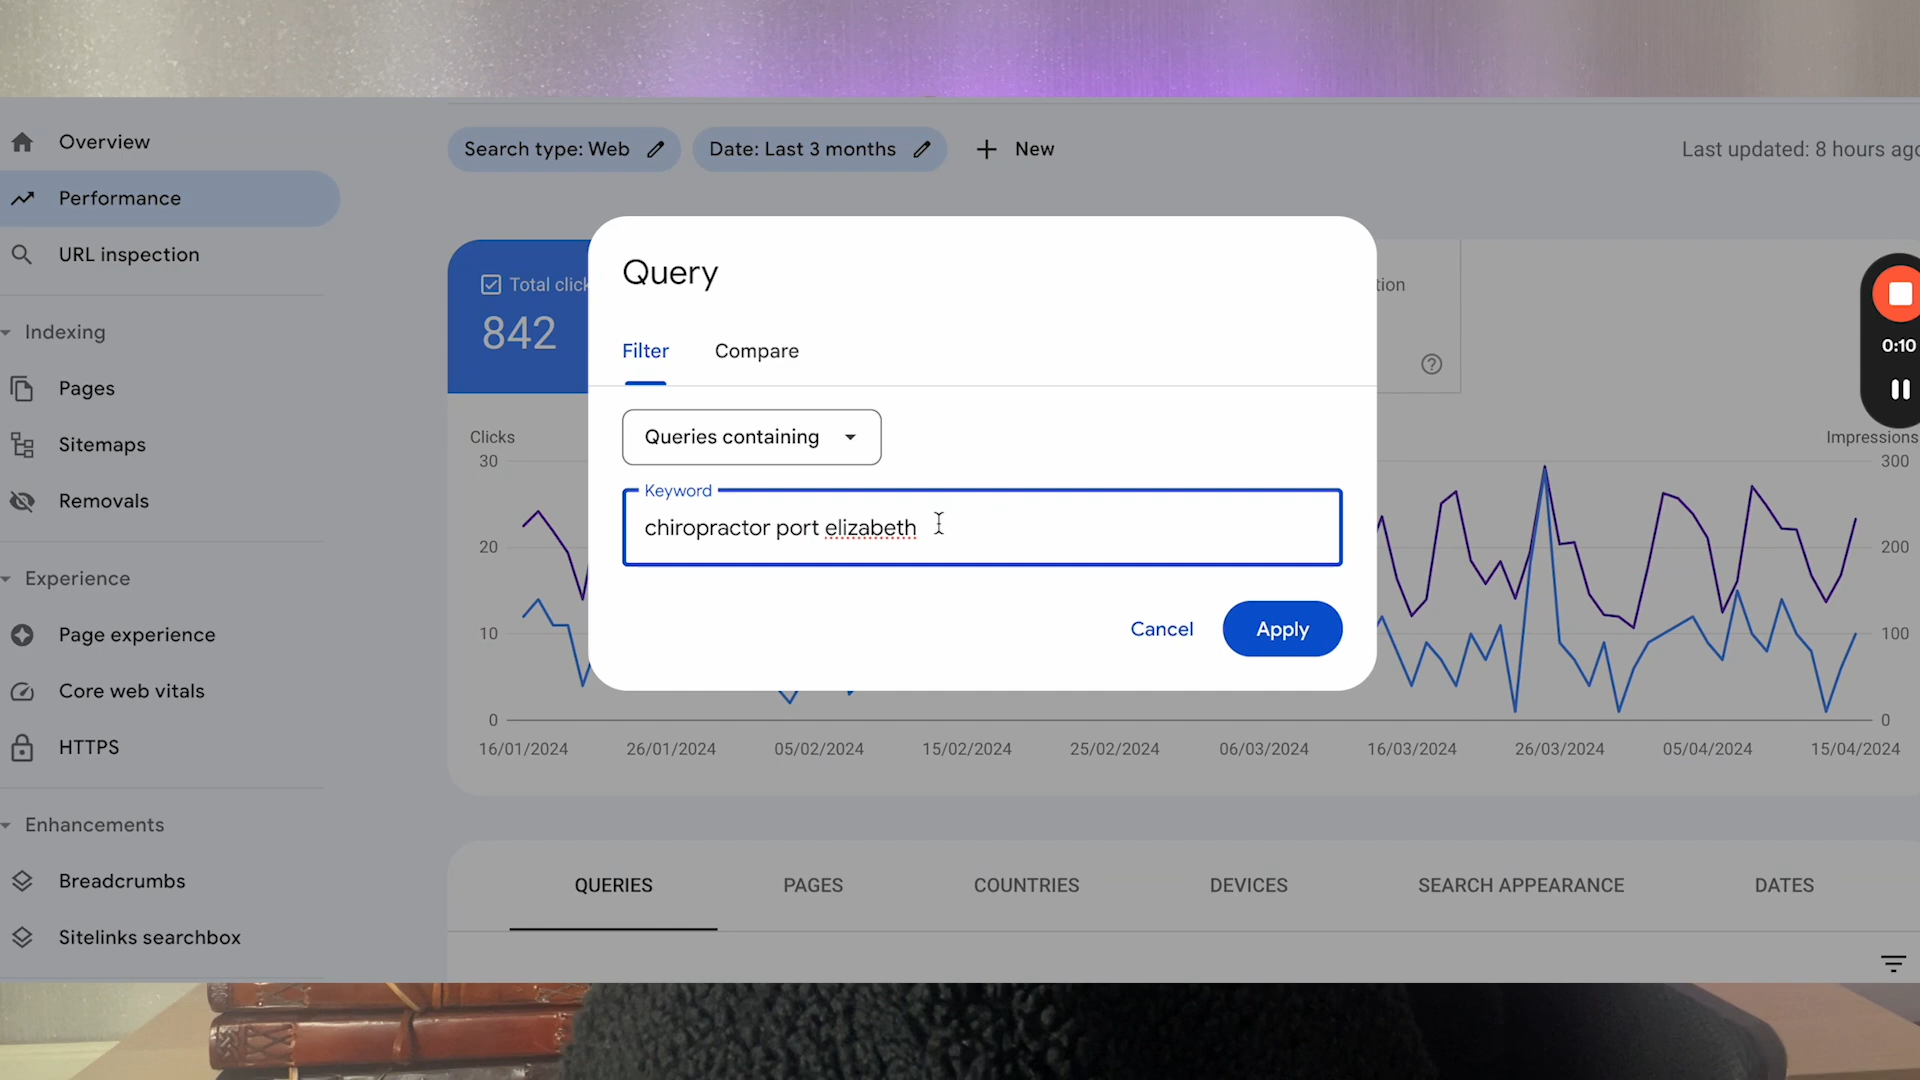 Overview
Performance
URL inspection
Indexing
Pages
Sitemaps
Removals
Experience
Page experience
Core web vitals
HTTPS
Enhancements
Breadcrumbs
Sitelinks searchbox
Search type: Web
Date: Last 3 months
New
Last updated: 8 hours ago
Total click
842
tion
Query
Filter
Compare
Queries containing
Keyword
chiropractor port elizabeth
Cancel
Apply
0:10
Clicks
30
20
10
0
Impressions
300
200
100
0
16/01/2024
26/01/2024
05/02/2024
15/02/2024
25/02/2024
06/03/2024
16/03/2024
26/03/2024
05/04/2024
15/04/2024
QUERIES
PAGES
COUNTRIES
DEVICES
SEARCH APPEARANCE
DATES